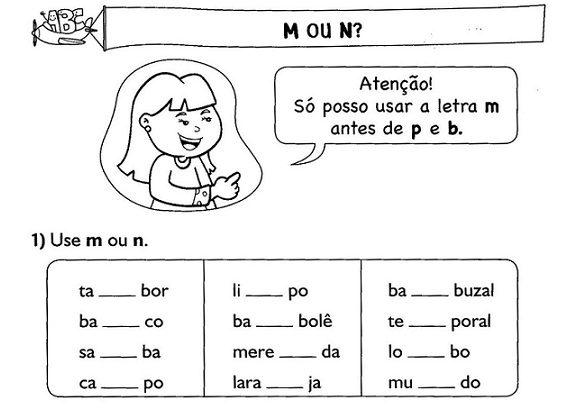 ABC
M OU N?
Atenção!
Só posso usar a letra m
antes de p e b.
1) Use m ou n.
ta ____ bor
ba ____ co
sa ____ ba
ca ____ po
li ____ po
ba ____ bolê
mere ____ da
lara ____ ja
ba ____ buzal
te ____ poral
lo ____ bo
mu ____ do